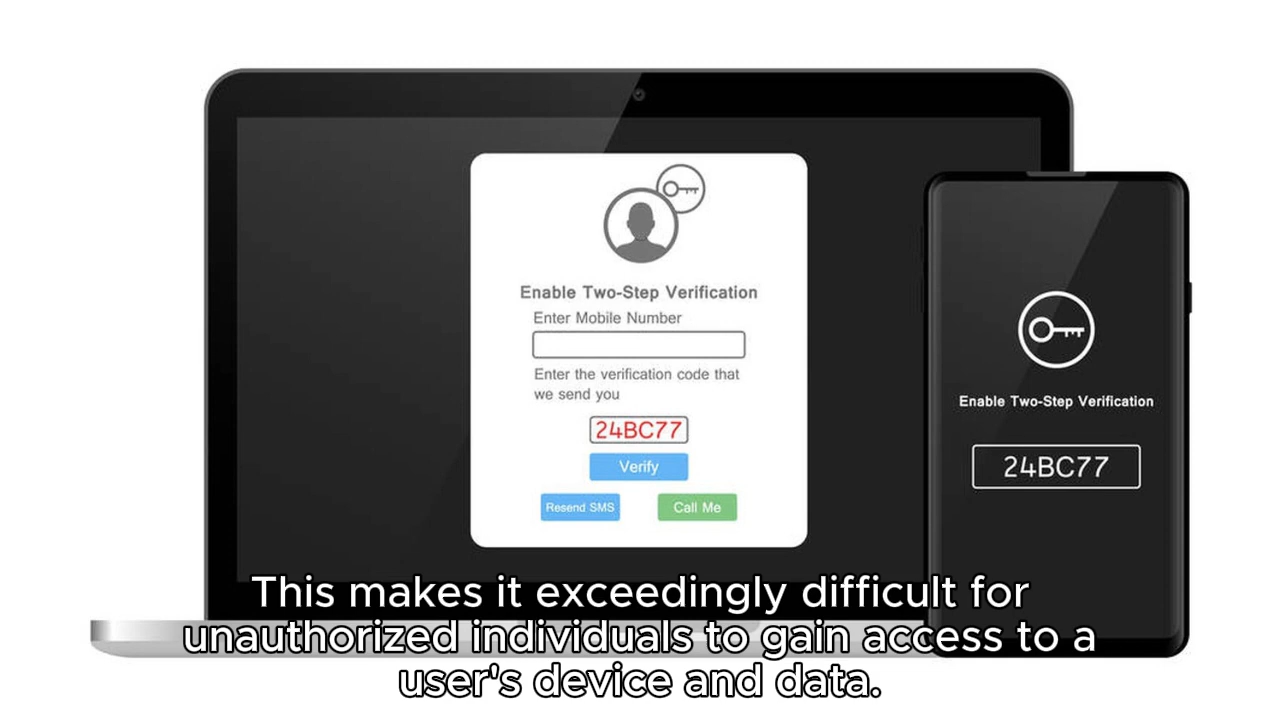 Enable Two-Step Verification
Enter Mobile Number
Enter the verification code that
we send you
24BC77
Verify
Resend SMS
Call Me
Enable Two-Step Verification
24BC77
This makes it exceedingly difficult for
unauthorized individuals to gain access to a
user's device and data.